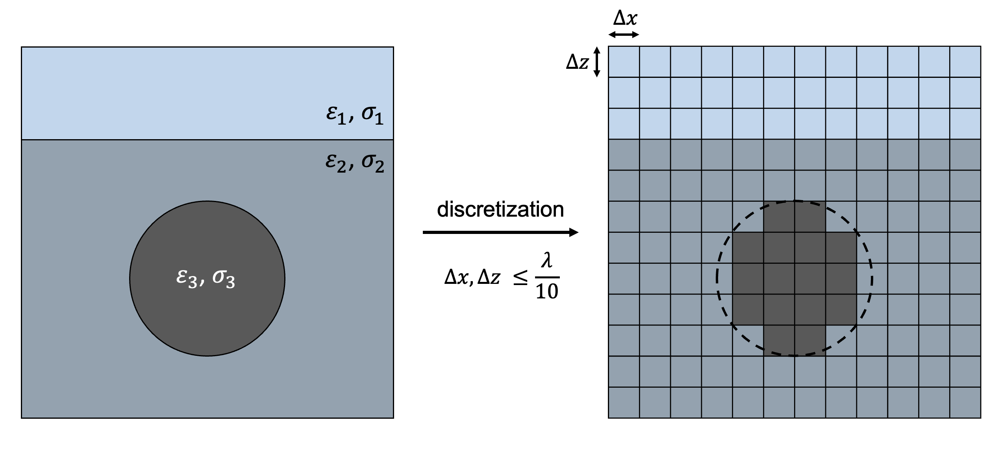 ε₁, σ₁
ε₂, σ₂
ε₃, σ₃
discretization
Δx, Δz ≤ λ/10
Δx
Δz